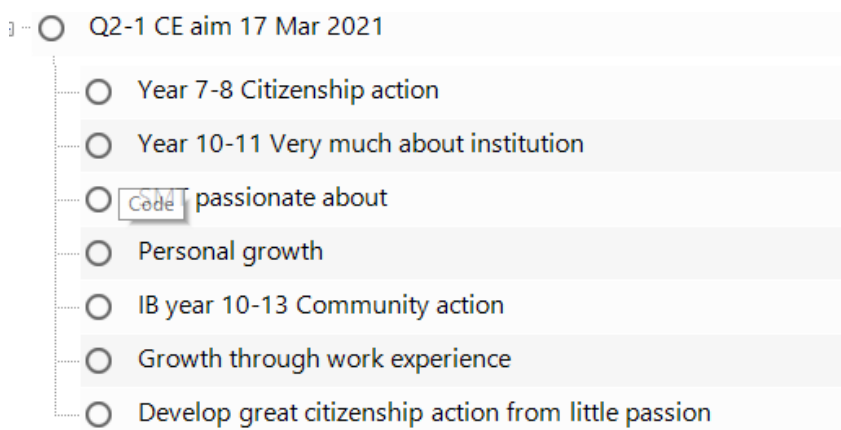 Q2-1 CE aim 17 Mar 2021
Year 7-8 Citizenship action
Year 10-11 Very much about institution
Code SMT passionate about
Personal growth
IB year 10-13 Community action
Growth through work experience
Develop great citizenship action from little passion